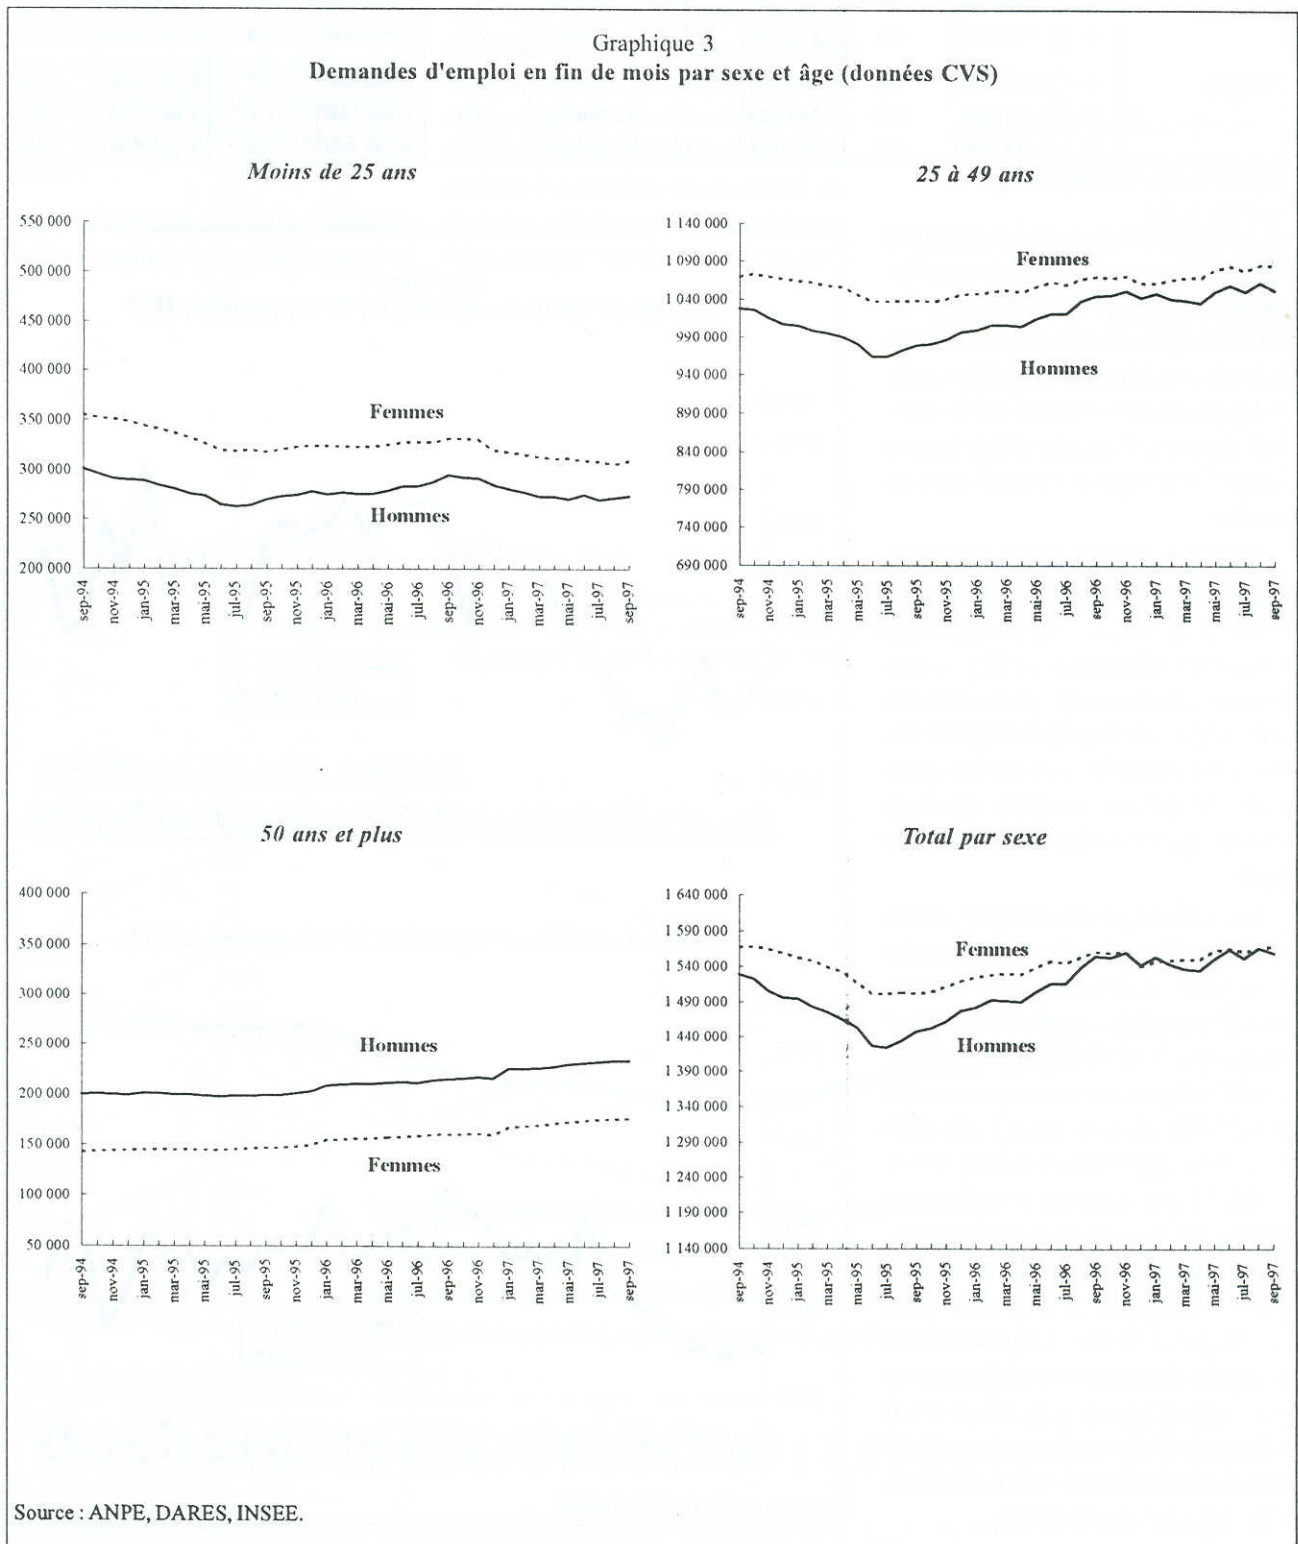 Graphique 3
Demandes d'emploi en fin de mois par sexe et âge (données CVS)
Moins de 25 ans
550 000
500 000
450 000
400 000
350 000
300 000
250 000
200 000
Femmes
Hommes
sep-94
nov-94
jan-95
mar-95
mai-95
jul-95
sep-95
nov-95
jan-96
mar-96
mai-96
jul-96
sep-96
nov-96
jan-97
mar-97
mai-97
jul-97
sep-97
25 à 49 ans
1 140 000
1 090 000
1 040 000
990 000
940 000
890 000
840 000
790 000
740 000
690 000
Femmes
Hommes
sep-94
nov-94
jan-95
mar-95
mai-95
jul-95
sep-95
nov-95
jan-96
mar-96
mai-96
jul-96
sep-96
nov-96
jan-97
mar-97
mai-97
jul-97
sep-97
50 ans et plus
400 000
350 000
300 000
250 000
200 000
150 000
100 000
50 000
Hommes
Femmes
sep-94
nov-94
jan-95
mar-95
mai-95
jul-95
sep-95
nov-95
jan-96
mar-96
mai-96
jul-96
sep-96
nov-96
jan-97
mar-97
mai-97
jul-97
sep-97
Total par sexe
1 640 000
1 590 000
1 540 000
1 490 000
1 440 000
1 390 000
1 340 000
1 290 000
1 240 000
1 190 000
1 140 000
Femmes
Hommes
sep-94
nov-94
jan-95
mar-95
mai-95
jul-95
sep-95
nov-95
jan-96
mar-96
mai-96
jul-96
sep-96
nov-96
jan-97
mar-97
mai-97
jul-97
sep-97
Source : ANPE, DARES, INSEE.